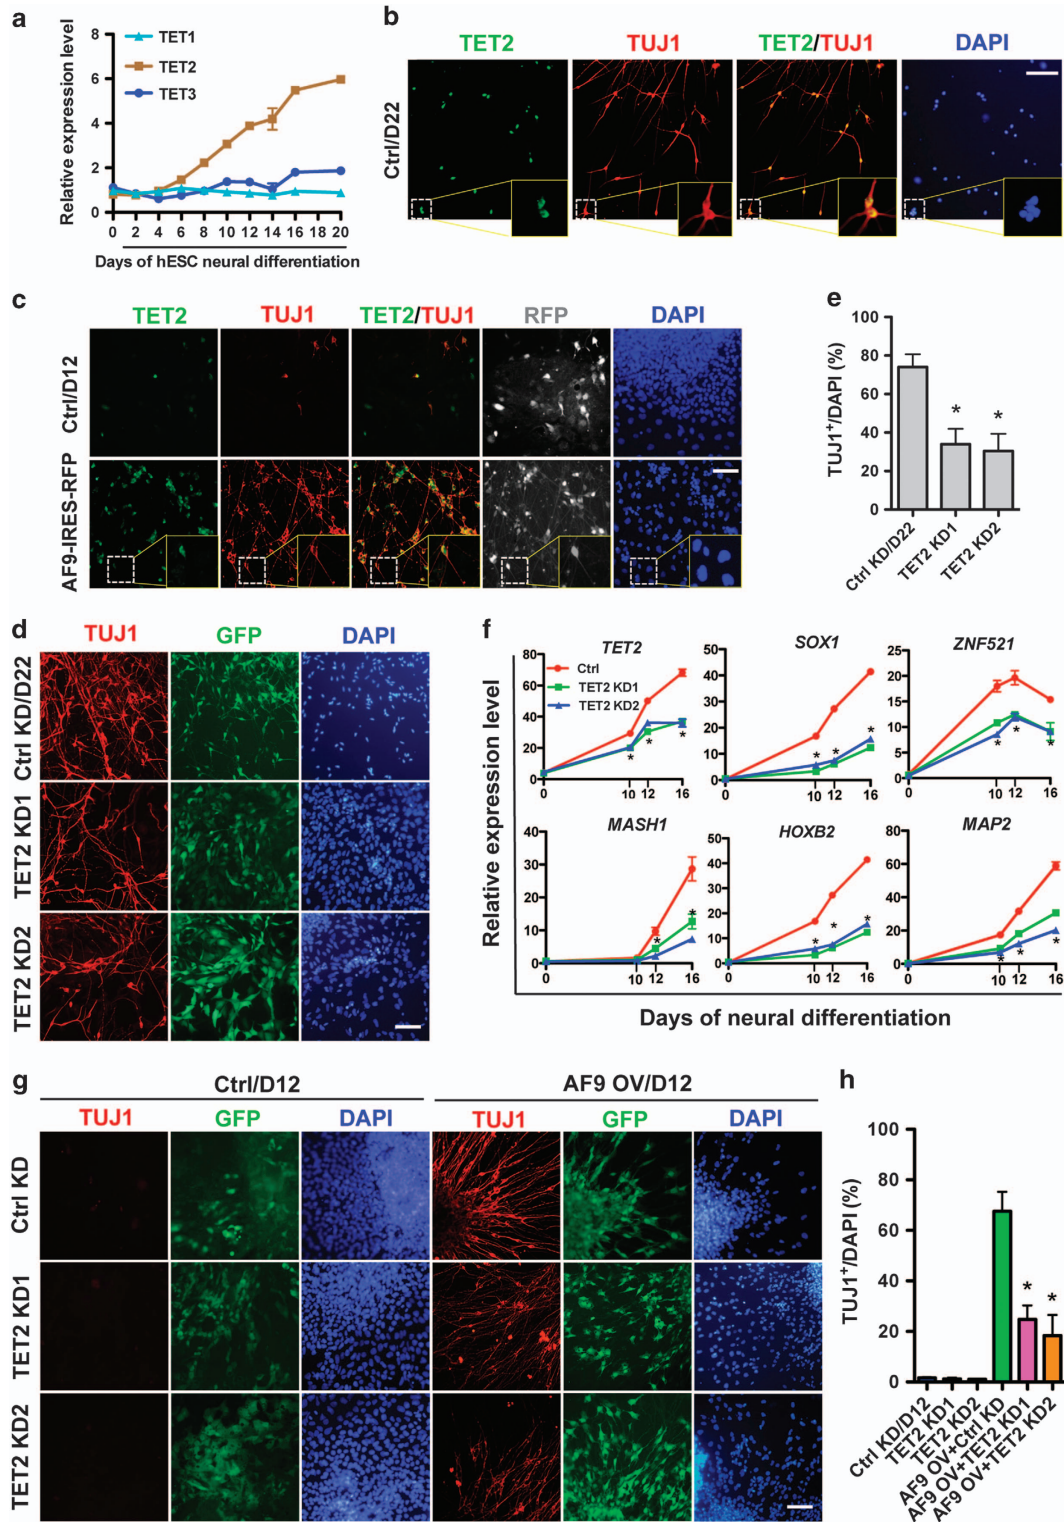 a
8
6
4
2
0
TET1
TET2
TET3
Relative expression level
0 2 4 6 8 10 12 14 16 18 20
Days of hESC neural differentiation
b
TET2 TUJ1 TET2/TUJ1 DAPI
Ctrl/D22
c
TET2 TUJ1 TET2/TUJ1 RFP DAPI
Ctrl/D12
AF9-IRES-RFP
e
100
80
60
40
20
0
TUJ1+/DAPI (%)
* *
Ctrl KD/D22
TET2 KD1
TET2 KD2
d
TUJ1 GFP DAPI
Ctrl KD/D22
TET2 KD1
TET2 KD2
f
Relative expression level
TET2
80
60
40
20
0
Ctrl
TET2 KD1
TET2 KD2
* * *
0 10 12 16
SOX1
50
40
30
20
10
0
* * *
0 10 12 16
ZNF521
25
20
15
10
5
0
* * *
0 10 12 16
MASH1
40
30
20
10
0
* *
0 10 12 16
HOXB2
50
40
30
20
10
0
* * *
0 10 12 16
MAP2
80
60
40
20
0
* * *
0 10 12 16
Days of neural differentiation
g
Ctrl/D12 AF9 OV/D12
TUJ1 GFP DAPI TUJ1 GFP DAPI
Ctrl KD
TET2 KD1
TET2 KD2
h
100
80
60
40
20
0
TUJ1+/DAPI (%)
* *
Ctrl KD/D12
TET2 KD1
TET2 KD2
AF9 OV+Ctrl KD
AF9 OV+TET2 KD1
AF9 OV+TET2 KD2